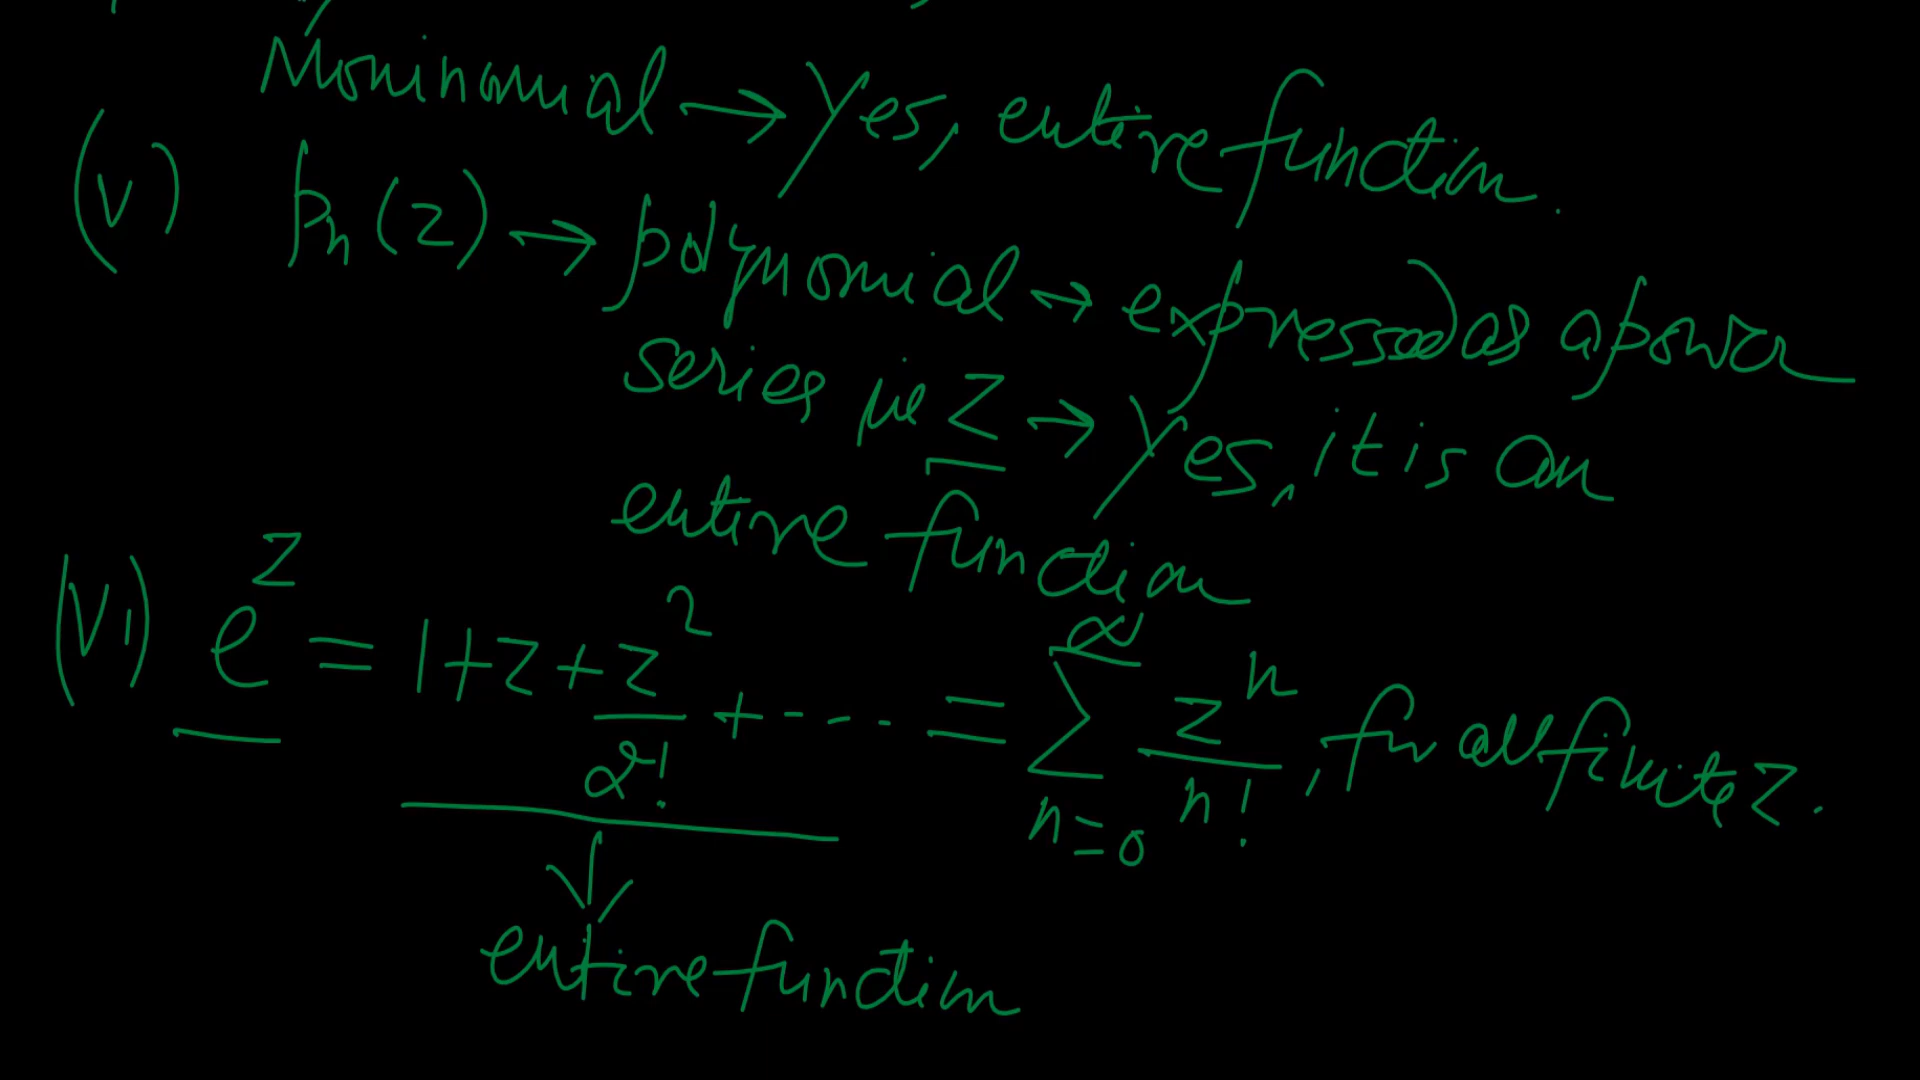 Moninomial → Yes, entire function.
(v) pn(z) → polynomial → expressed as a power
series in z → Yes, it is an
entire function
(vi) e^z = 1+z+z^2/2! + ---- = ∑_{n=0}^{∞} z^n/n!, for all finite z.
entire function